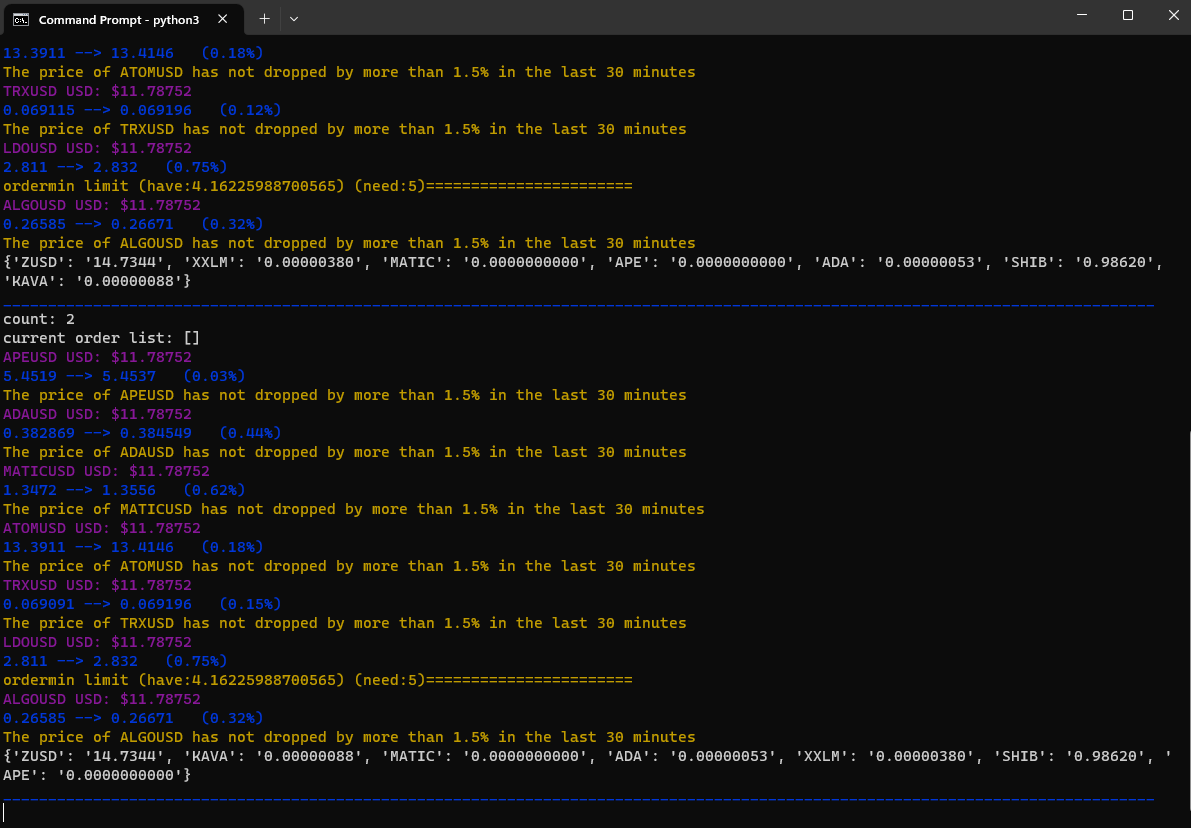 Command Prompt - python3
13.3911 --> 13.4146   (0.18%)
The price of ATOMUSD has not dropped by more than 1.5% in the last 30 minutes
TRXUSD USD: $11.78752
0.069115 --> 0.069196   (0.12%)
The price of TRXUSD has not dropped by more than 1.5% in the last 30 minutes
LDOUSD USD: $11.78752
2.811 --> 2.832   (0.75%)
ordermin limit (have:4.16225988700565) (need:5)=======================
ALGOUSD USD: $11.78752
0.26585 --> 0.26671   (0.32%)
The price of ALGOUSD has not dropped by more than 1.5% in the last 30 minutes
{'ZUSD': '14.7344', 'XXLM': '0.00000380', 'MATIC': '0.0000000000', 'APE': '0.0000000000', 'ADA': '0.00000053', 'SHIB': '0.98620',
'KAVA': '0.00000088'}
________________________________________________________________________________________________________________________________
count: 2
current order list: []
APEUSD USD: $11.78752
5.4519 --> 5.4537   (0.03%)
The price of APEUSD has not dropped by more than 1.5% in the last 30 minutes
ADAUSD USD: $11.78752
0.382869 --> 0.384549   (0.44%)
The price of ADAUSD has not dropped by more than 1.5% in the last 30 minutes
MATICUSD USD: $11.78752
1.3472 --> 1.3556   (0.62%)
The price of MATICUSD has not dropped by more than 1.5% in the last 30 minutes
ATOMUSD USD: $11.78752
13.3911 --> 13.4146   (0.18%)
The price of ATOMUSD has not dropped by more than 1.5% in the last 30 minutes
TRXUSD USD: $11.78752
0.069091 --> 0.069196   (0.15%)
The price of TRXUSD has not dropped by more than 1.5% in the last 30 minutes
LDOUSD USD: $11.78752
2.811 --> 2.832   (0.75%)
ordermin limit (have:4.16225988700565) (need:5)=======================
ALGOUSD USD: $11.78752
0.26585 --> 0.26671   (0.32%)
The price of ALGOUSD has not dropped by more than 1.5% in the last 30 minutes
{'ZUSD': '14.7344', 'KAVA': '0.00000088', 'MATIC': '0.0000000000', 'ADA': '0.00000053', 'XXLM': '0.00000380', 'SHIB': '0.98620', '
APE': '0.0000000000'}
________________________________________________________________________________________________________________________________